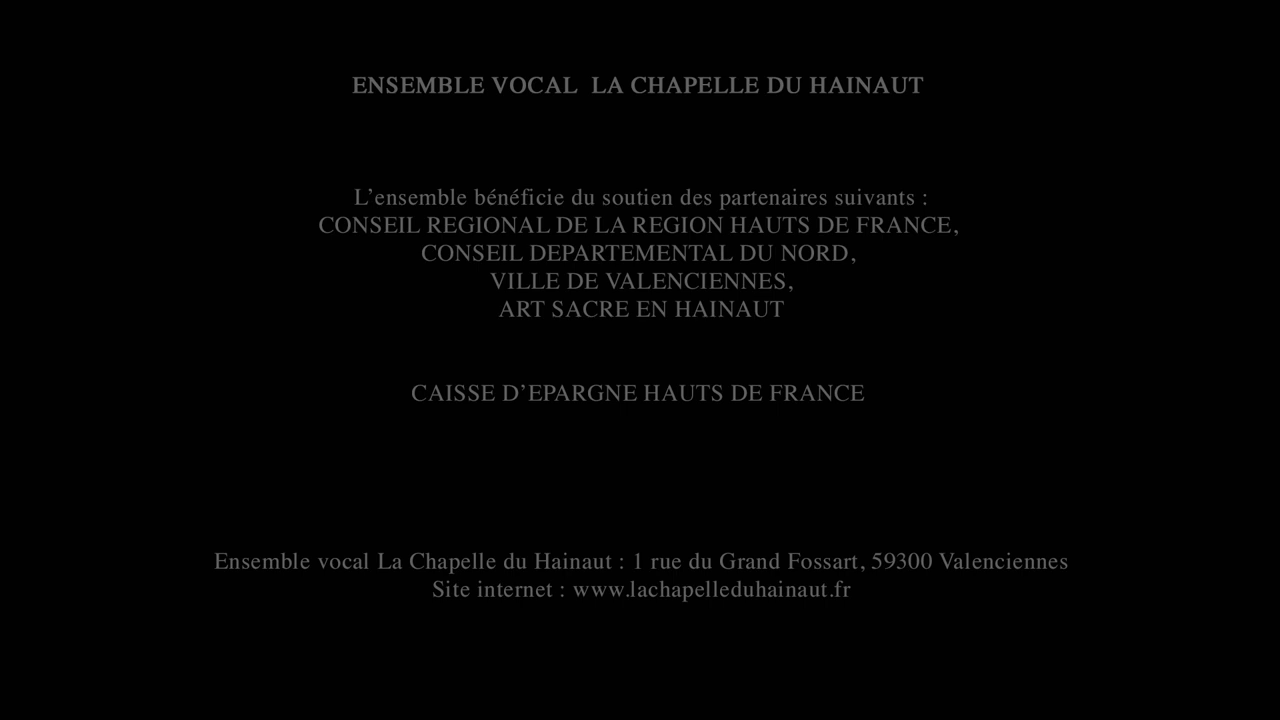 ENSEMBLE VOCAL  LA CHAPELLE DU HAINAUT
L’ensemble bénéficie du soutien des partenaires suivants :
CONSEIL REGIONAL DE LA REGION HAUTS DE FRANCE,
CONSEIL DEPARTEMENTAL DU NORD,
VILLE DE VALENCIENNES,
ART SACRE EN HAINAUT
CAISSE D’EPARGNE HAUTS DE FRANCE
Ensemble vocal La Chapelle du Hainaut : 1 rue du Grand Fossart, 59300 Valenciennes
Site internet : www.lachapelleduhainaut.fr